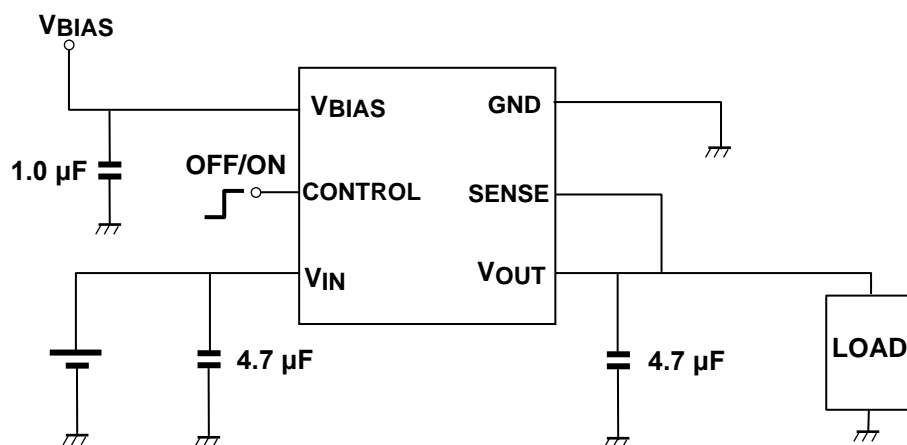 VBIAS
VBIAS
GND
1.0 µF
OFF/ON
CONTROL
SENSE
VIN
VOUT
4.7 µF
4.7 µF
LOAD